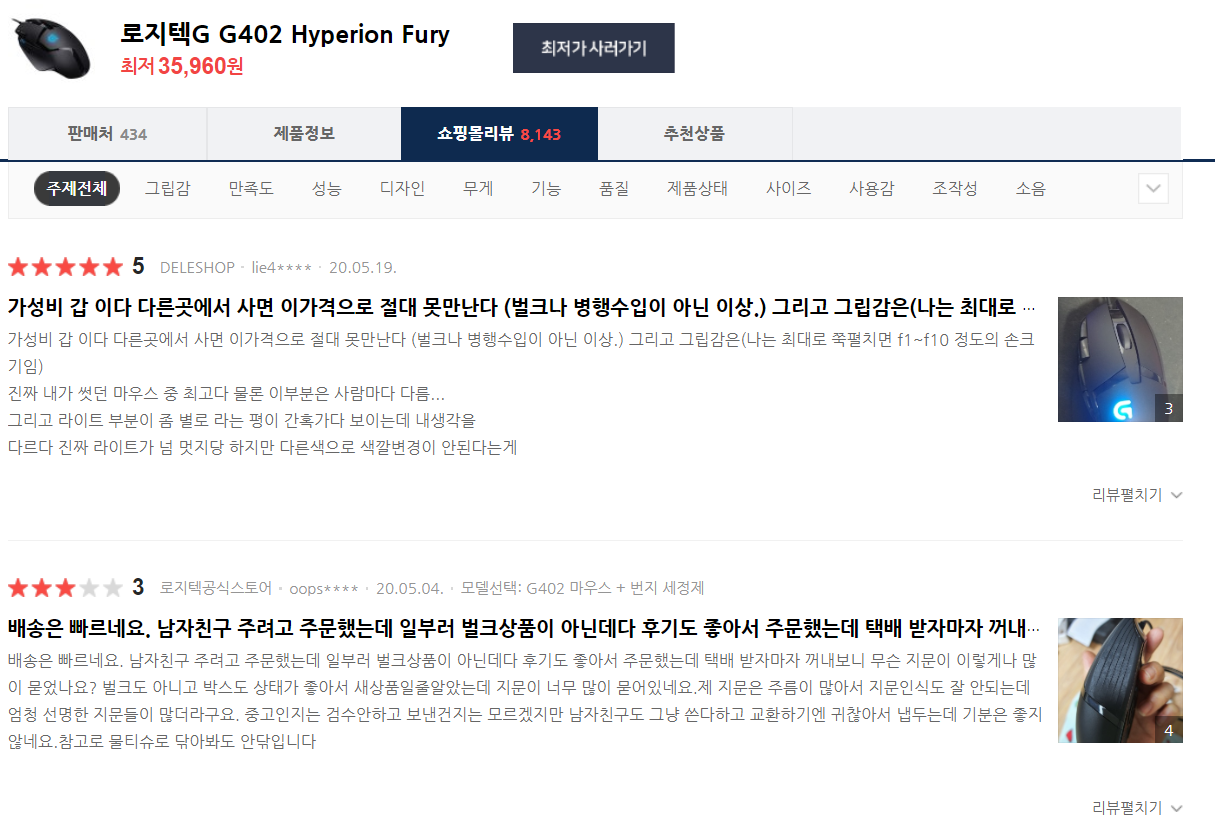 로지텍G G402 Hyperion Fury
최저 35,960원
최저가 사러가기
판매처 434
제품정보
쇼핑몰리뷰 8,143
추천상품
주제전체 그립감 만족도 성능 디자인 무게 기능 품질 제품상태 사이즈 사용감 조작성 소음
5 DELESHOP · lie4**** · 20.05.19.
가성비 갑 이다 다른곳에서 사면 이가격으로 절대 못만난다 (벌크나 병행수입이 아닌 이상.) 그리고 그립감은(나는 최대로 ...
가성비 갑 이다 다른곳에서 사면 이가격으로 절대 못만난다 (벌크나 병행수입이 아닌 이상.) 그리고 그립감은(나는 최대로 쭉펼치면 f1~f10 정도의 손크
기임)
진짜 내가 썻던 마우스 중 최고다 물론 이부분은 사람마다 다름...
그리고 라이트 부분이 좀 별로 라는 평이 간혹가다 보이는데 내생각을
다르다 진짜 라이트가 넘 멋지당 하지만 다른색으로 색깔변경이 안된다는게
3
리뷰펼치기
3 로지텍공식스토어 · oops**** · 20.05.04. · 모델선택: G402 마우스 + 번지 세정제
배송은 빠르네요. 남자친구 주려고 주문했는데 일부러 벌크상품이 아닌데다 후기도 좋아서 주문했는데 택배 받자마자 꺼내...
배송은 빠르네요. 남자친구 주려고 주문했는데 일부러 벌크상품이 아닌데다 후기도 좋아서 주문했는데 택배 받자마자 꺼내보니 무슨 지문이 이렇게나 많
이 묻었나요? 벌크도 아니고 박스도 상태가 좋아서 새상품일줄알았는데 지문이 너무 많이 묻어있네요.제 지문은 주름이 많아서 지문인식도 잘 안되는데
엄청 선명한 지문들이 많더라구요. 중고인지는 검수안하고 보낸건지는 모르겠지만 남자친구도 그냥 쓴다하고 교환하기엔 귀찮아서 냅두는데 기분은 좋지
않네요.참고로 물티슈로 닦아봐도 안닦입니다
4
리뷰펼치기